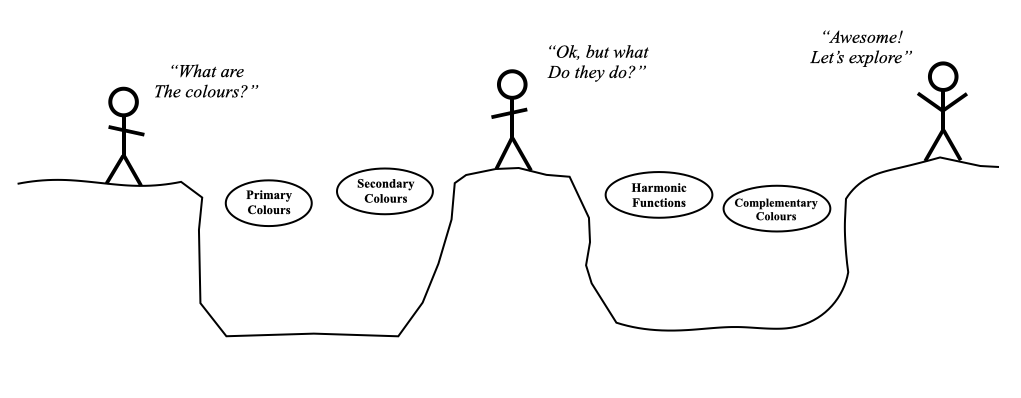 “What are
The colours?”
Primary
Colours
Secondary
Colours
“Ok, but what
Do they do?”
Harmonic
Functions
Complementary
Colours
“Awesome!
Let’s explore”